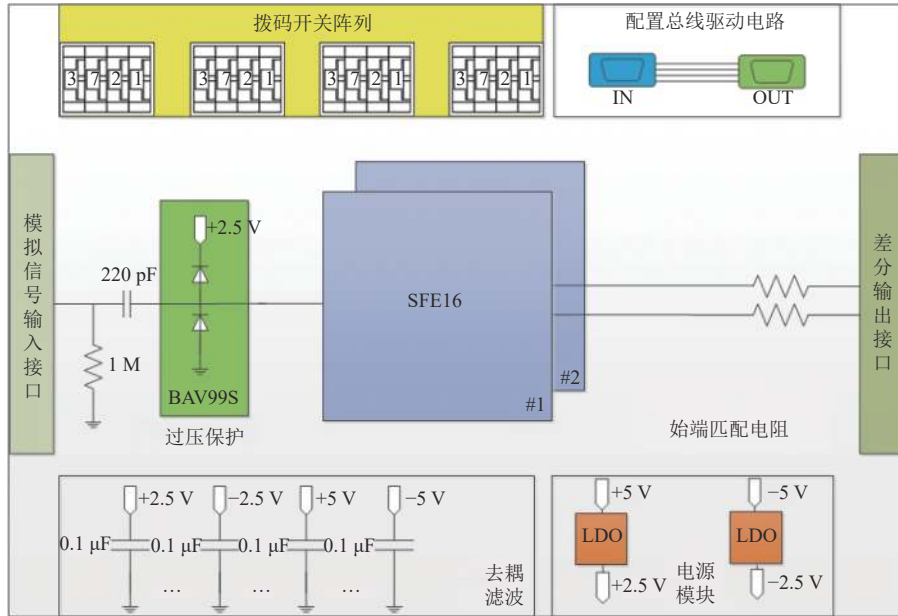 拨码开关阵列
3 7 2 1
3 7 2 1
3 7 2 1
3 7 2 1
配置总线驱动电路
IN
OUT
模拟信号输入接口
220 pF
1 M
+2.5 V
BAV99S
过压保护
SFE16
#1
#2
始端匹配电阻
差分输出接口
+2.5 V
−2.5 V
+5 V
−5 V
0.1 μF
0.1 μF
0.1 μF
0.1 μF
…
…
…
去耦
滤波
+5 V
−5 V
LDO
LDO
+2.5 V
−2.5 V
电源
模块